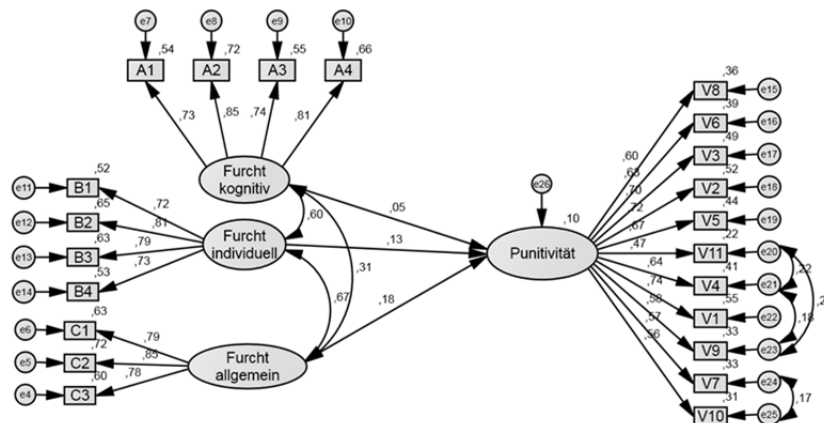 e7 e8 e9 e10
,54 ,72 ,55 ,66
A1 A2 A3 A4
,73 ,85 ,74 ,81
Furcht
kognitiv
e11 B1 ,52
e12 B2 ,65
e13 B3 ,63
e14 B4 ,53
,72
,81
,79
,73
Furcht
individuell
e6 C1 ,63
e5 C2 ,72
e4 C3 ,60
,79
,85
,78
Furcht
allgemein
,60
,31
,67
,05
,13
,18
e26
,10
Punitivität
,60
,70
,72
,67
,47
,64
,74
,58
,57
,56
V8 ,36 e15
V6 ,39 e16
V3 ,49 e17
V2 ,52 e18
V5 ,44 e19
V11 ,22 e20
V4 ,41 e21
V1 ,55 e22
V9 ,33 e23
V7 ,33 e24
V10 ,31 e25
,22
,18
,17